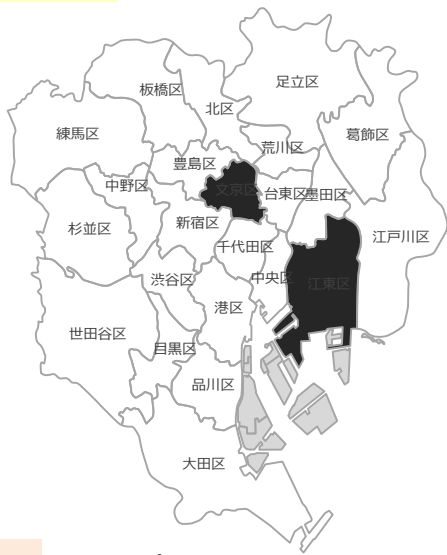 足立区
板橋区
北区
練馬区
葛飾区
荒川区
豊島区
中野区
文京区
台東区
墨田区
杉並区
新宿区
江戸川区
千代田区
渋谷区
中央区
江東区
港区
世田谷区
目黒区
品川区
大田区